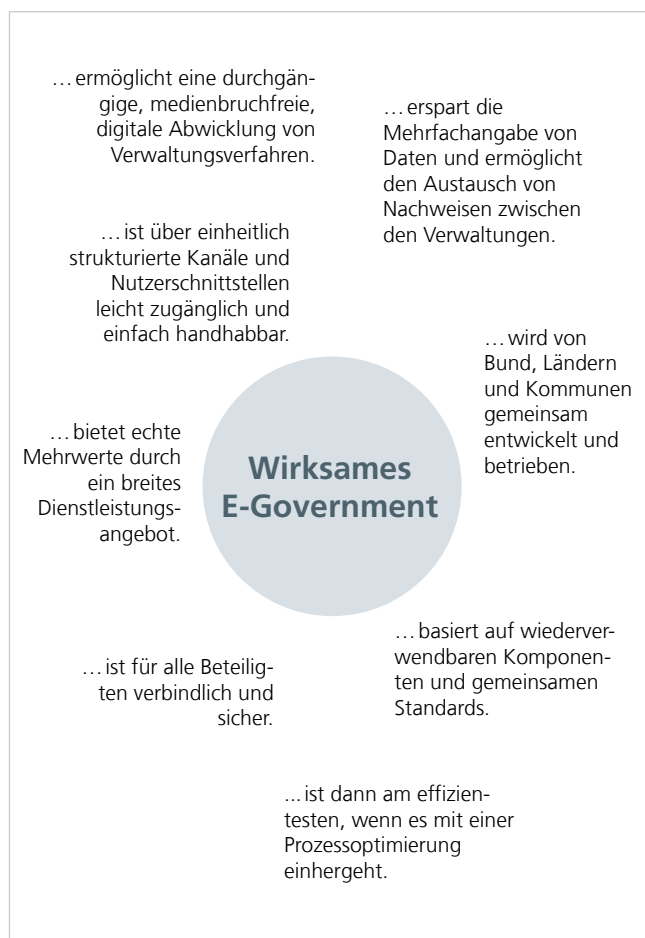 … ermöglicht eine durchgän-
gige, medienbruchfreie,
digitale Abwicklung von
Verwaltungsverfahren.
… erspart die
Mehrfachangabe von
Daten und ermöglicht
den Austausch von
Nachweisen zwischen
den Verwaltungen.
… ist über einheitlich
strukturierte Kanäle und
Nutzerschnittstellen
leicht zugänglich und
einfach handhabbar.
… wird von
Bund, Ländern
und Kommunen
gemeinsam
entwickelt und
betrieben.
… bietet echte
Mehrwerte durch
ein breites
Dienstleistungs-
angebot.
Wirksames
E-Government
… basiert auf wiederver-
wendbaren Komponen-
ten und gemeinsamen
Standards.
… ist für alle Beteilig-
ten verbindlich und
sicher.
... ist dann am effizien-
testen, wenn es mit einer
Prozessoptimierung
einhergeht.